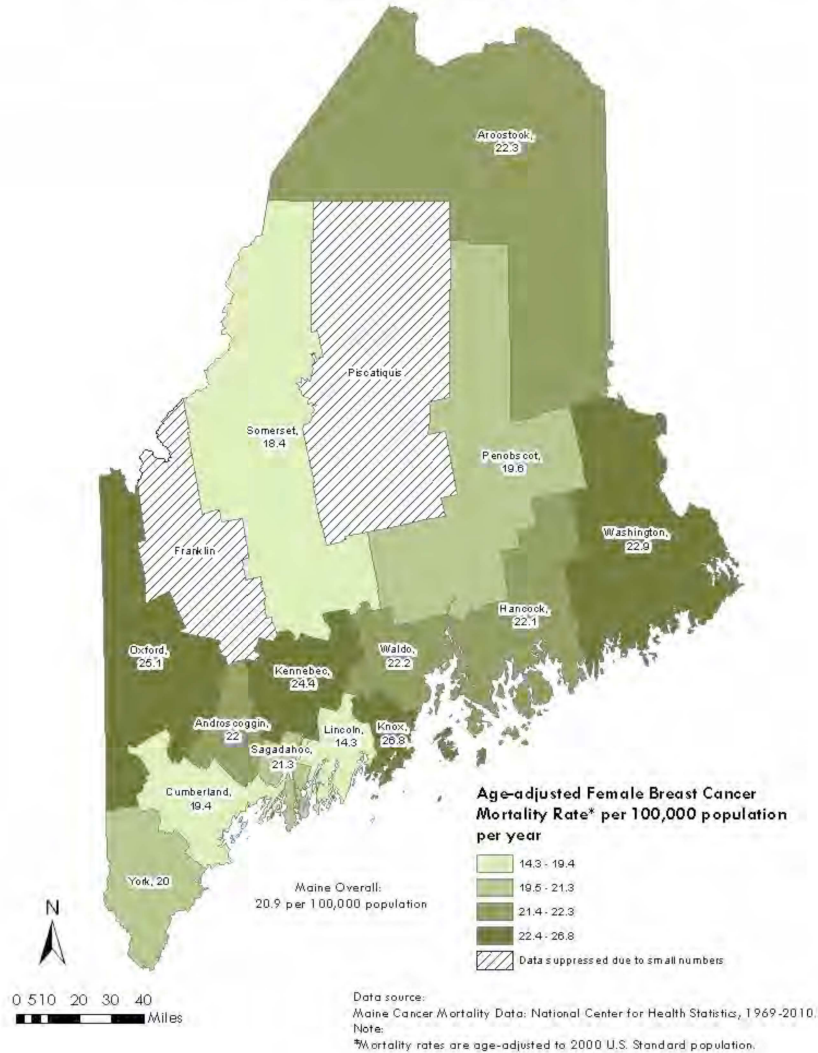 Aroostook,
22.3
Piscatiquis
Somerset,
18.4
Penobscot,
19.6
Washington,
22.9
Franklin
Hancock,
22.1
Oxford,
25.1
Waldo,
22.2
Kennebec,
24.4
Androscoggin,
22
Lincoln,
14.3
Knox,
26.8
Sagadahoc,
21.3
Cumberland,
19.4
York, 20
Maine Overall:
20.9 per 100,000 population
Age-adjusted Female Breast Cancer
Mortality Rate* per 100,000 population
per year
14.3 - 19.4
19.5 - 21.3
21.4 - 22.3
22.4 - 26.8
Data suppressed due to small numbers
N
0 5 10 20 30 40
Miles
Data source:
Maine Cancer Mortality Data: National Center for Health Statistics, 1969-2010.
Note:
*Mortality rates are age-adjusted to 2000 U.S. Standard population.